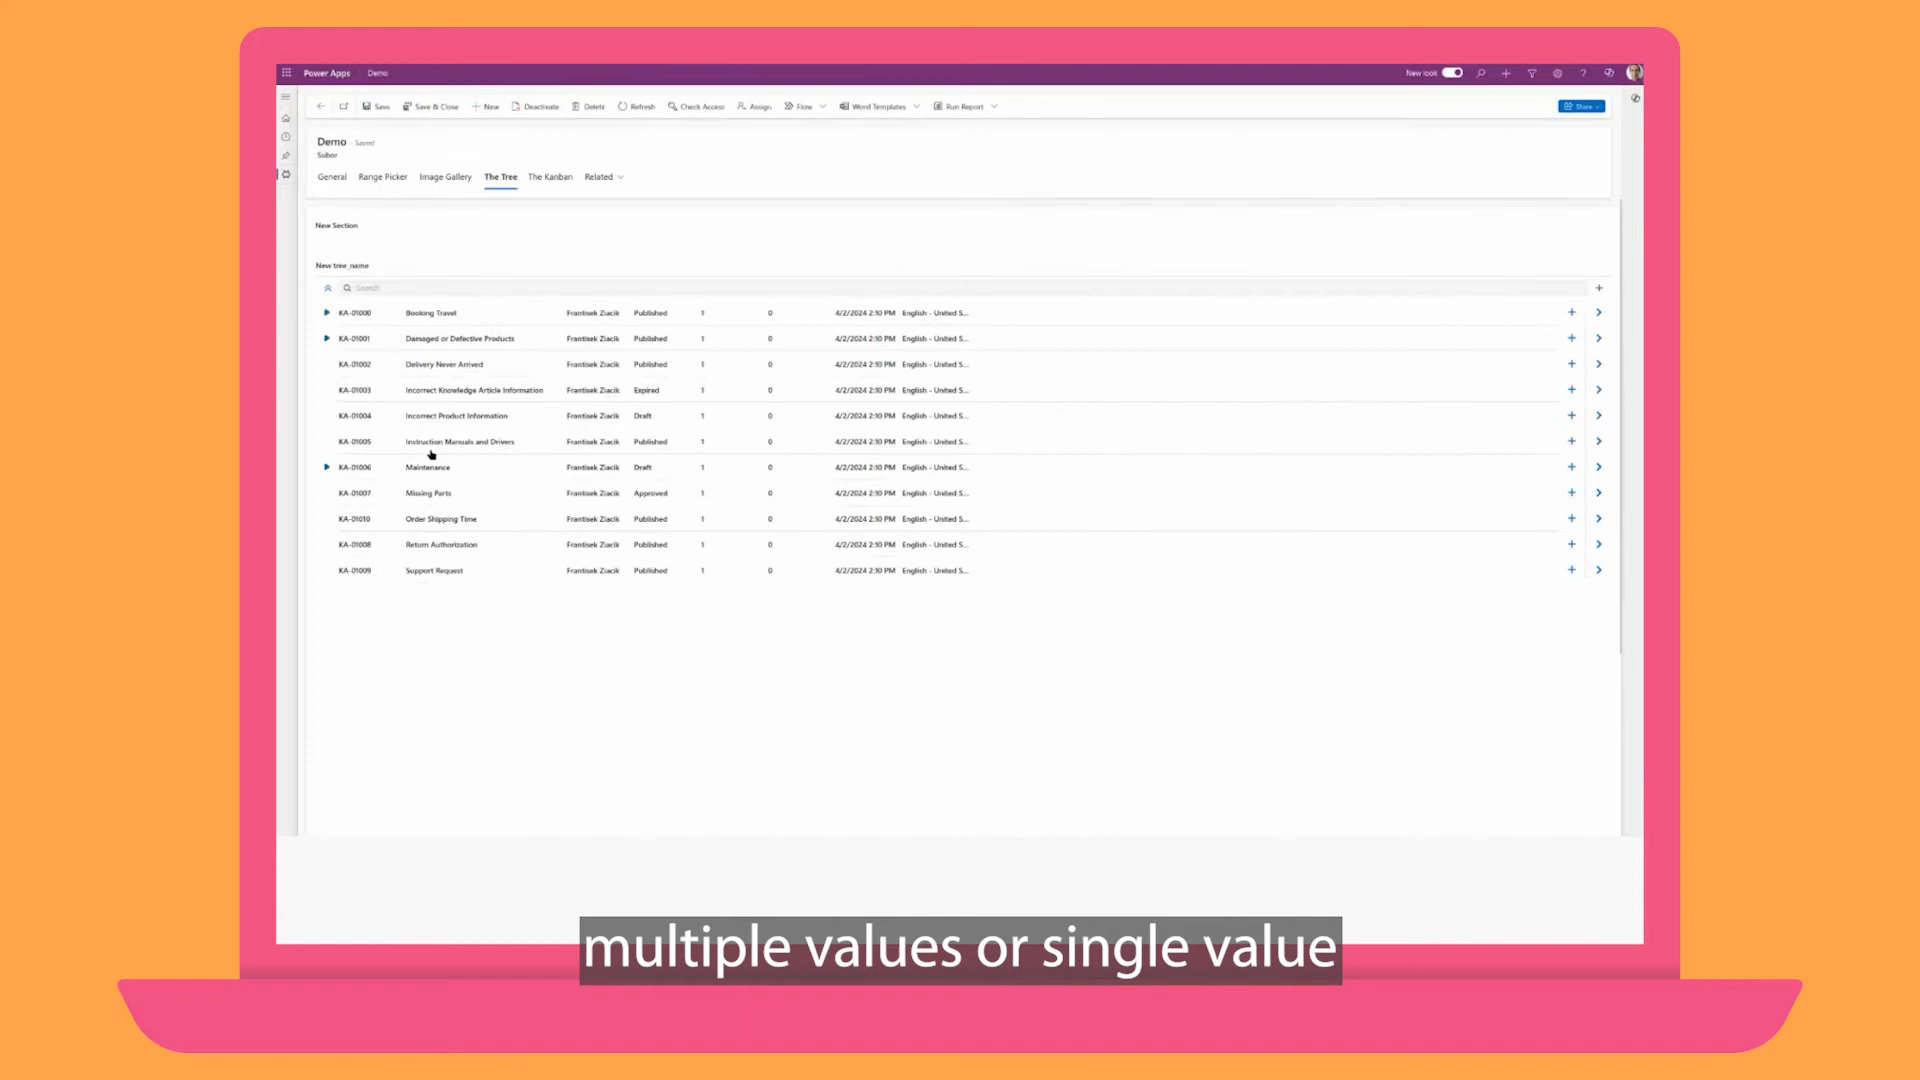 Power Apps Demo New look
Save Save & Close New Deactivate Delete Refresh Check Access Assign Flow Word Templates Run Report Share
Demo - Saved
Subor
General Range Picker Image Gallery The Tree The Kanban Related
New Section
New tree_name
Search
KA-01000 Booking Travel Frantisek Ziacik Published 1 0 4/2/2024 2:10 PM English - United S...
KA-01001 Damaged or Defective Products Frantisek Ziacik Published 1 0 4/2/2024 2:10 PM English - United S...
KA-01002 Delivery Never Arrived Frantisek Ziacik Published 1 0 4/2/2024 2:10 PM English - United S...
KA-01003 Incorrect Knowledge Article Information Frantisek Ziacik Expired 1 0 4/2/2024 2:10 PM English - United S...
KA-01004 Incorrect Product Information Frantisek Ziacik Draft 1 0 4/2/2024 2:10 PM English - United S...
KA-01005 Instruction Manuals and Drivers Frantisek Ziacik Published 1 0 4/2/2024 2:10 PM English - United S...
KA-01006 Maintenance Frantisek Ziacik Draft 1 0 4/2/2024 2:10 PM English - United S...
KA-01007 Missing Parts Frantisek Ziacik Approved 1 0 4/2/2024 2:10 PM English - United S...
KA-01010 Order Shipping Time Frantisek Ziacik Published 1 0 4/2/2024 2:10 PM English - United S...
KA-01008 Return Authorization Frantisek Ziacik Published 1 0 4/2/2024 2:10 PM English - United S...
KA-01009 Support Request Frantisek Ziacik Published 1 0 4/2/2024 2:10 PM English - United S...
multiple values or single value